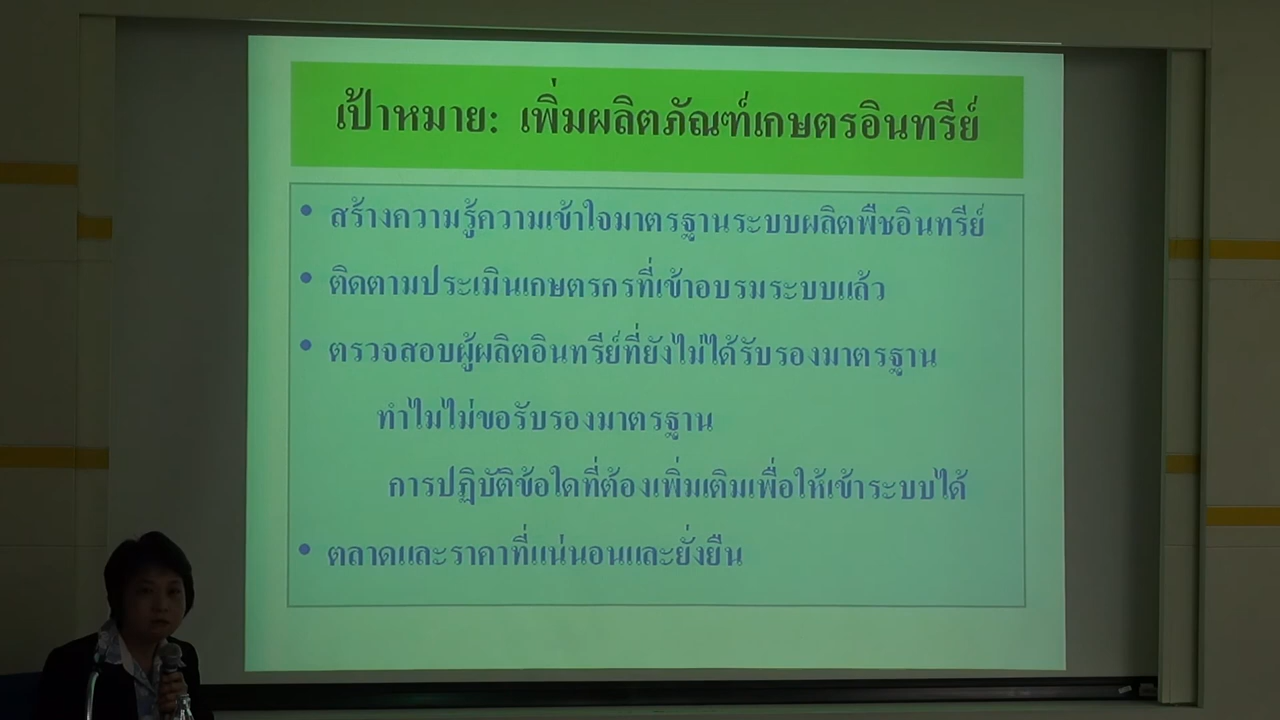 เป้าหมาย: เพิ่มผลิตภัณฑ์เกษตรอินทรีย์
• สร้างความรู้ความเข้าใจมาตรฐานระบบผลิตพืชอินทรีย์
• ติดตามประเมินเกษตรกรที่เข้าอบรมระบบแล้ว
• ตรวจสอบผู้ผลิตอินทรีย์ที่ยังไม่ได้รับรองมาตรฐาน
ทำไมไม่ขอรับรองมาตรฐาน
การปฏิบัติข้อใดที่ต้องเพิ่มเติมเพื่อให้เข้าระบบได้
• ตลาดและราคาที่แน่นอนและยั่งยืน